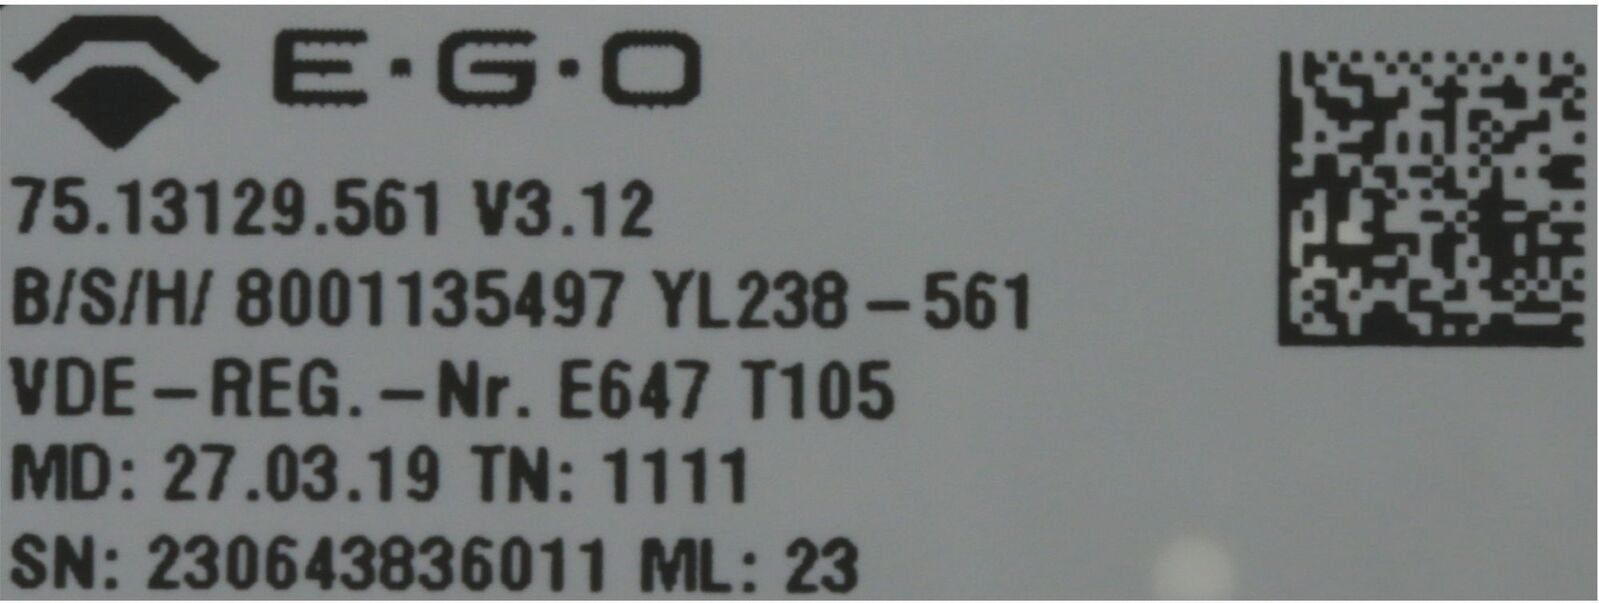 E·G·O
75.13129.561 V3.12
B/S/H/ 8001135497 YL238-561
VDE-REG.-Nr. E647 T105
MD: 27.03.19 TN: 1111
SN: 230643836011 ML: 23